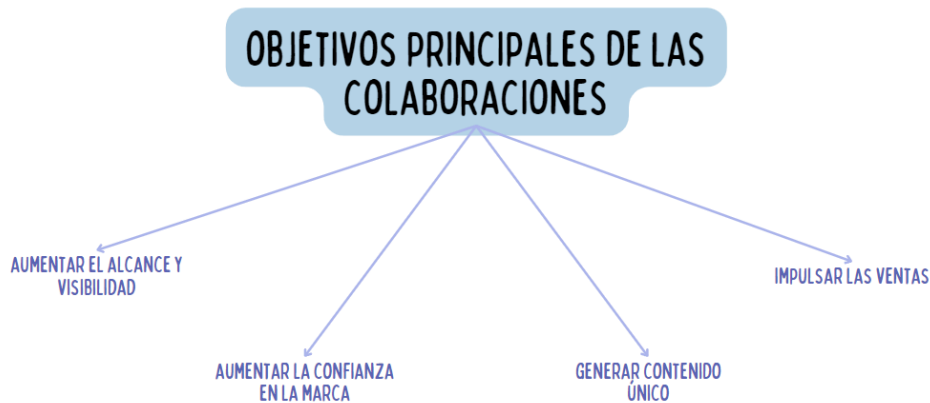 OBJETIVOS PRINCIPALES DE LAS
COLABORACIONES
AUMENTAR EL ALCANCE Y
VISIBILIDAD
IMPULSAR LAS VENTAS
AUMENTAR LA CONFIANZA
EN LA MARCA
GENERAR CONTENIDO
ÚNICO